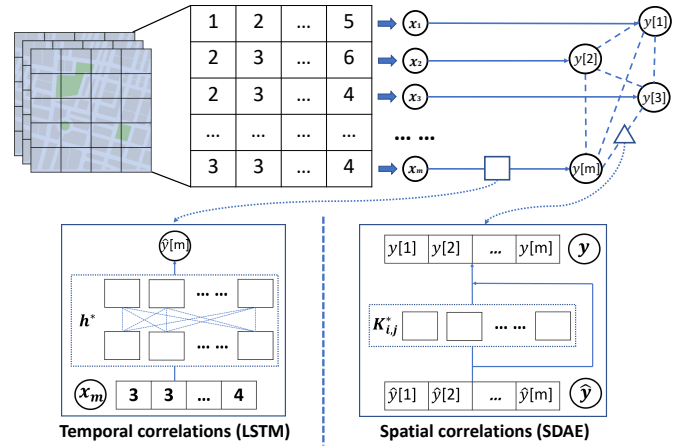 1 2 ... 5 x₁ y[1]
2 3 ... 6 x₂ y[2]
2 3 ... 4 x₃ y[3]
... ... ... ... ... ...
3 3 ... 4 xₘ y[m]
ŷ[m]
... ...
h*
... ...
xₘ 3 3 ... 4
Temporal correlations (LSTM)
y[1] y[2] ... y[m] y
K*ᵢ,ⱼ ... ...
ŷ[1] ŷ[2] ... ŷ[m] ŷ
Spatial correlations (SDAE)